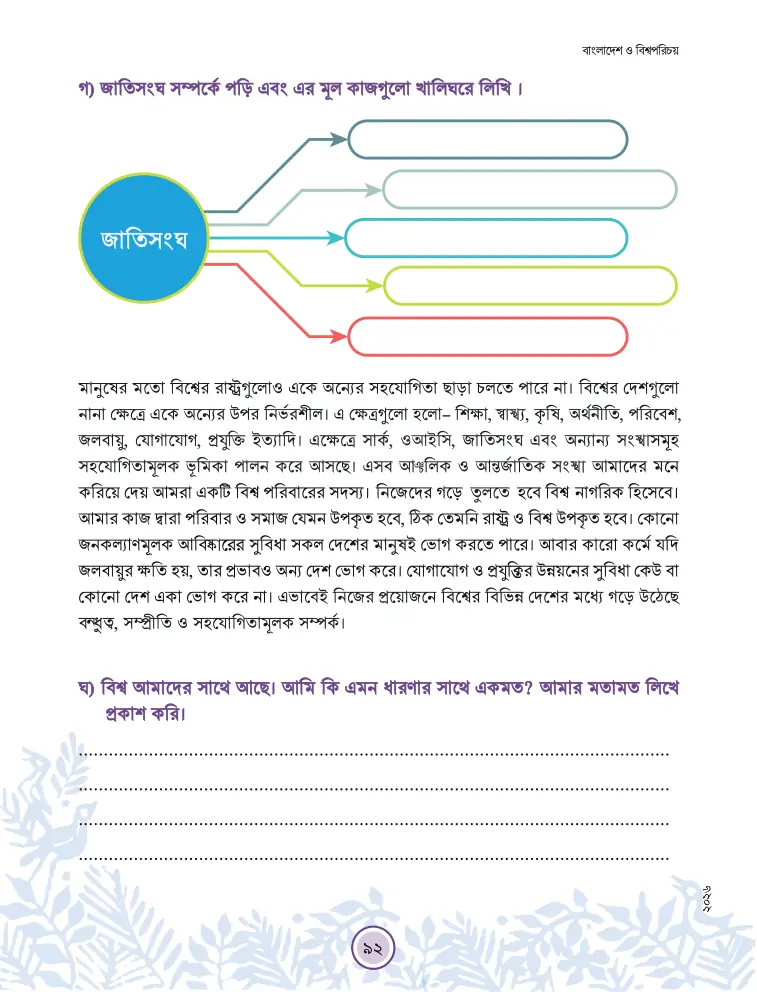 বাংলাদেশ ও বিশ্বপরিচয়
গ) জাতিসংঘ সম্পর্কে পড়ি এবং এর মূল কাজগুলো খালিঘরে লিখি ।
জাতিসংঘ
মানুষের মতো বিশ্বের রাষ্ট্রগুলোও একে অন্যের সহযোগিতা ছাড়া চলতে পারে না। বিশ্বের দেশগুলো
নানা ক্ষেত্রে একে অন্যের উপর নির্ভরশীল। এ ক্ষেত্রগুলো হলো– শিক্ষা, স্বাস্থ্য, কৃষি, অর্থনীতি, পরিবেশ,
জলবায়ু, যোগাযোগ, প্রযুক্তি ইত্যাদি। এক্ষেত্রে সার্ক, ওআইসি, জাতিসংঘ এবং অন্যান্য সংস্থাসমূহ
সহযোগিতামূলক ভূমিকা পালন করে আসছে। এসব আঞ্চলিক ও আন্তর্জাতিক সংস্থা আমাদের মনে
করিয়ে দেয় আমরা একটি বিশ্ব পরিবারের সদস্য। নিজেদের গড়ে তুলতে হবে বিশ্ব নাগরিক হিসেবে।
আমার কাজ দ্বারা পরিবার ও সমাজ যেমন উপকৃত হবে, ঠিক তেমনি রাষ্ট্র ও বিশ্ব উপকৃত হবে। কোনো
জনকল্যাণমূলক আবিষ্কারের সুবিধা সকল দেশের মানুষই ভোগ করতে পারে। আবার কারো কর্মে যদি
জলবায়ুর ক্ষতি হয়, তার প্রভাবও অন্য দেশ ভোগ করে। যোগাযোগ ও প্রযুক্তির উন্নয়নের সুবিধা কেউ বা
কোনো দেশ একা ভোগ করে না। এভাবেই নিজের প্রয়োজনে বিশ্বের বিভিন্ন দেশের মধ্যে গড়ে উঠেছে
বন্ধুত্ব, সম্প্রীতি ও সহযোগিতামূলক সম্পর্ক।
ঘ) বিশ্ব আমাদের সাথে আছে। আমি কি এমন ধারণার সাথে একমত? আমার মতামত লিখে
প্রকাশ করি।
২০২৬
৯২